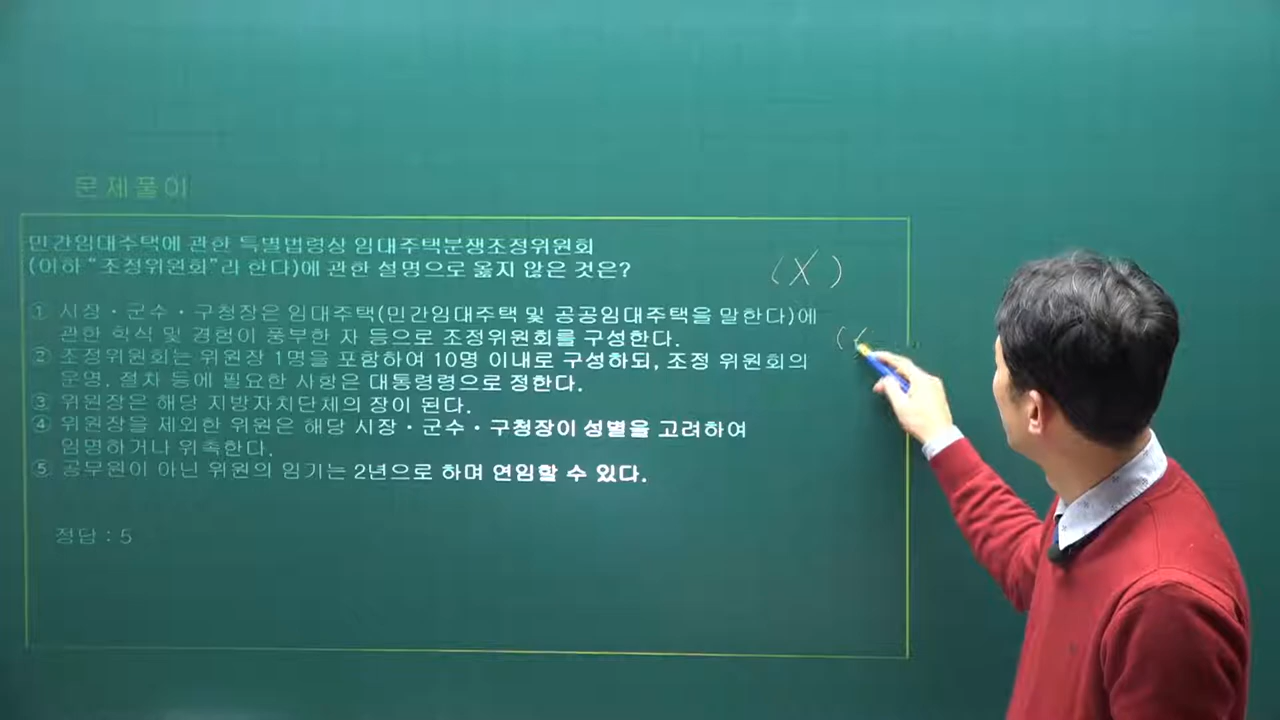 문제풀이
민간임대주택에 관한 특별법령상 임대주택분쟁조정위원회
(이하 “조정위원회”라 한다)에 관한 설명으로 옳지 않은 것은?
(X)
① 시장・군수・구청장은 임대주택(민간임대주택 및 공공임대주택을 말한다)에
관한 학식 및 경험이 풍부한 자 등으로 조정위원회를 구성한다.
② 조정위원회는 위원장 1명을 포함하여 10명 이내로 구성하되, 조정 위원회의
운영, 절차 등에 필요한 사항은 대통령령으로 정한다.
③ 위원장은 해당 지방자치단체의 장이 된다.
④ 위원장을 제외한 위원은 해당 시장・군수・구청장이 성별을 고려하여
임명하거나 위촉한다.
⑤ 공무원이 아닌 위원의 임기는 2년으로 하며 연임할 수 있다.
정답 : 5